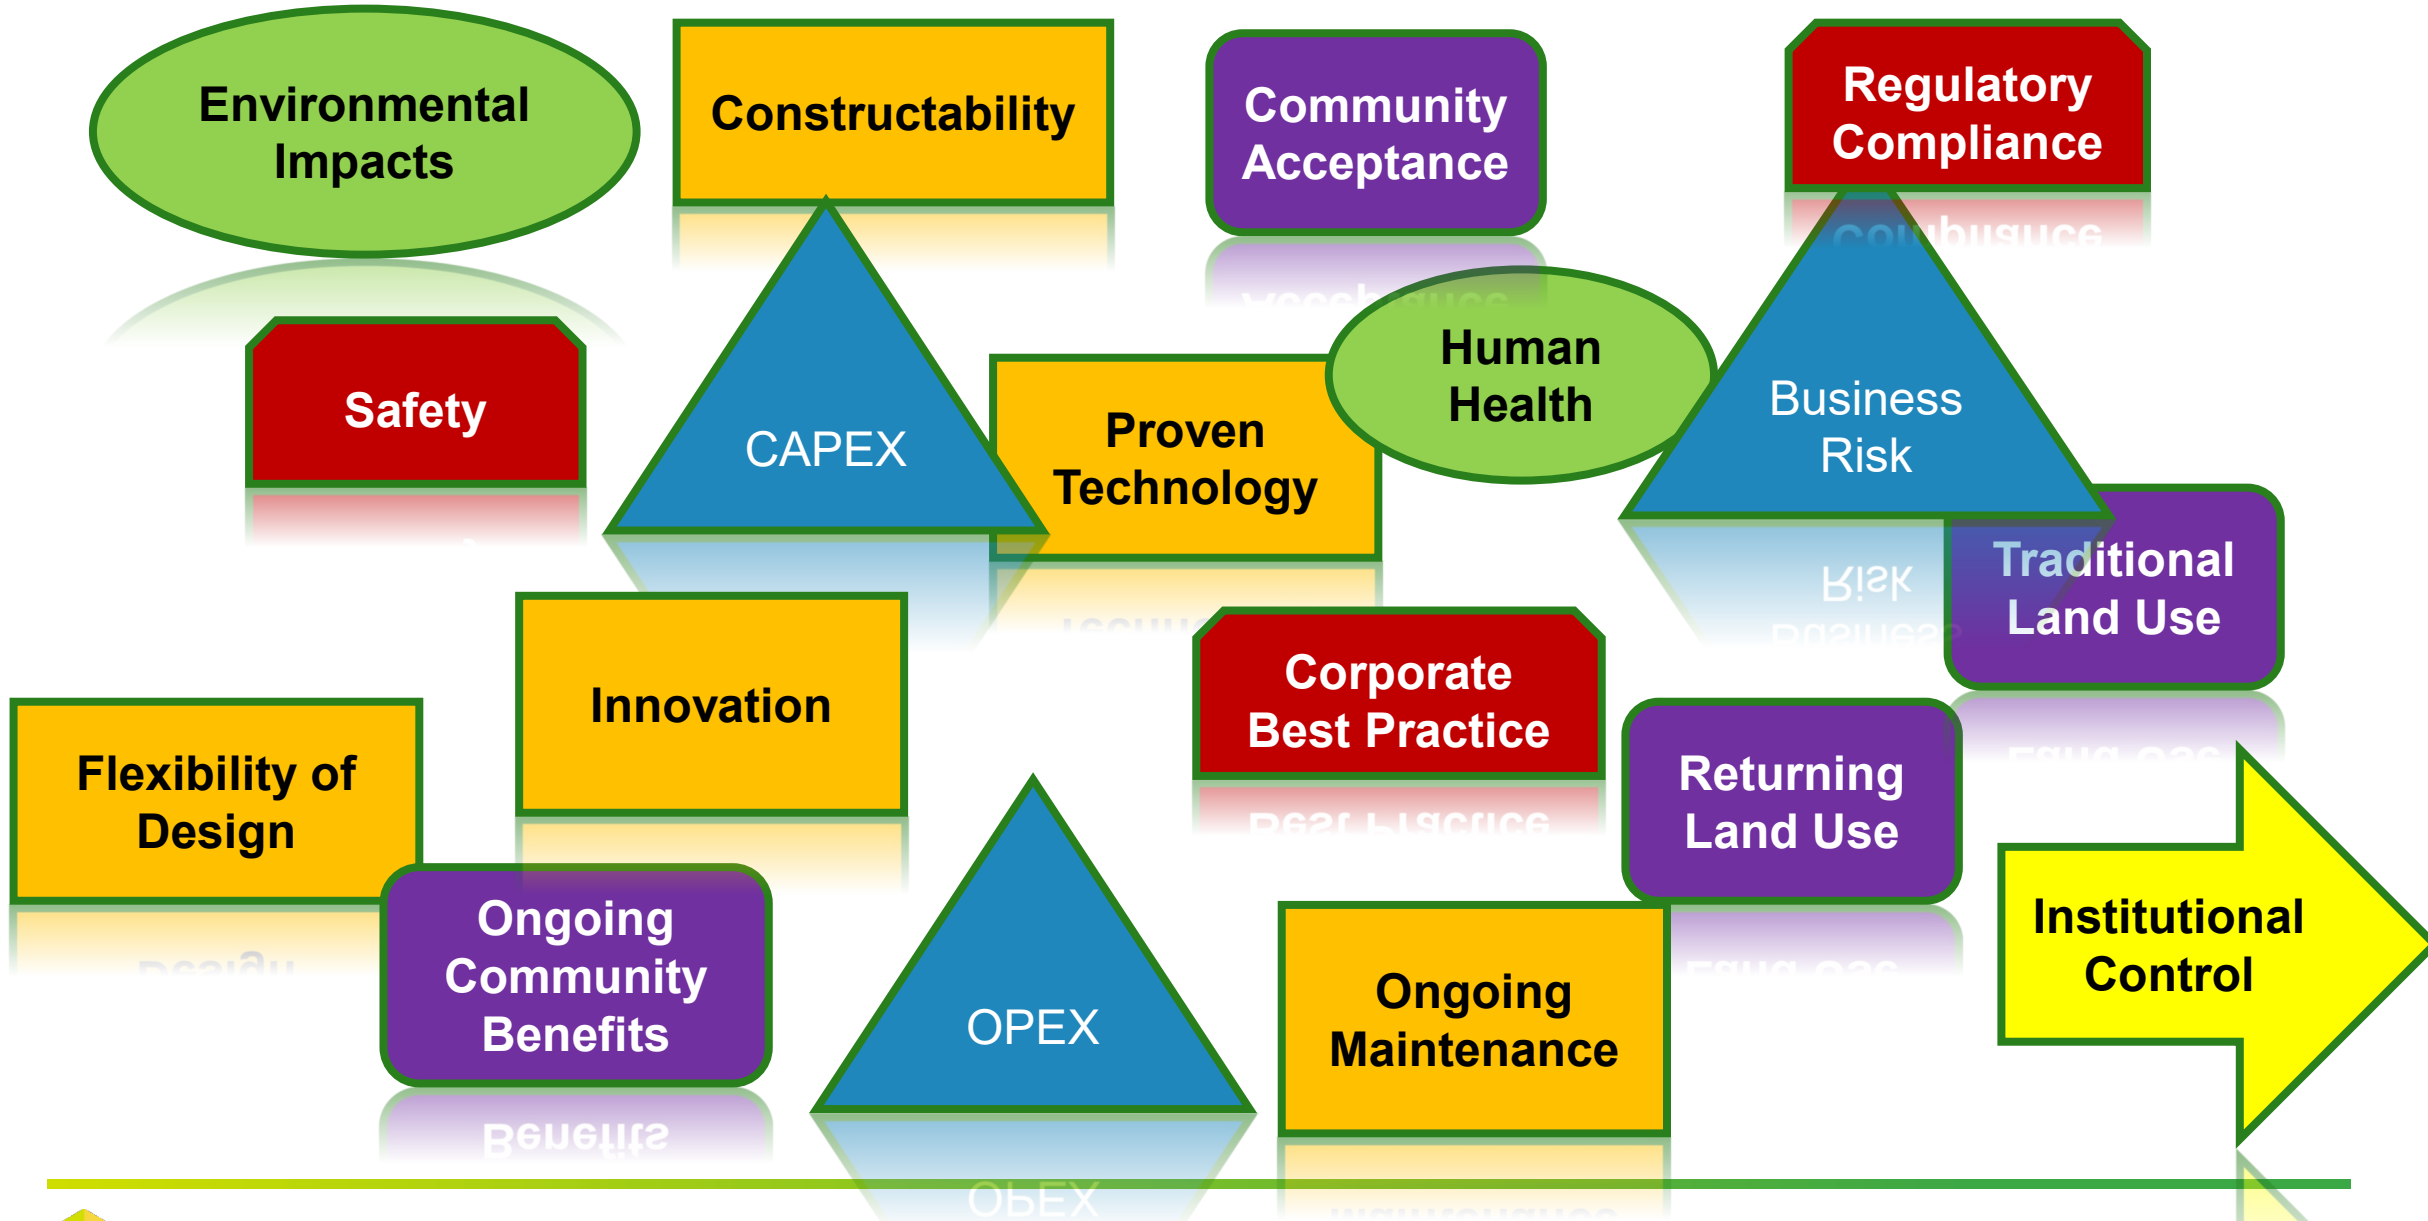 Environmental
Impacts
Constructability
Community
Acceptance
Regulatory
Compliance
Safety
CAPEX
Proven
Technology
Human
Health
Business
Risk
Traditional
Land Use
Innovation
Corporate
Best Practice
Flexibility of
Design
Returning
Land Use
Ongoing
Community
Benefits
OPEX
Ongoing
Maintenance
Institutional
Control